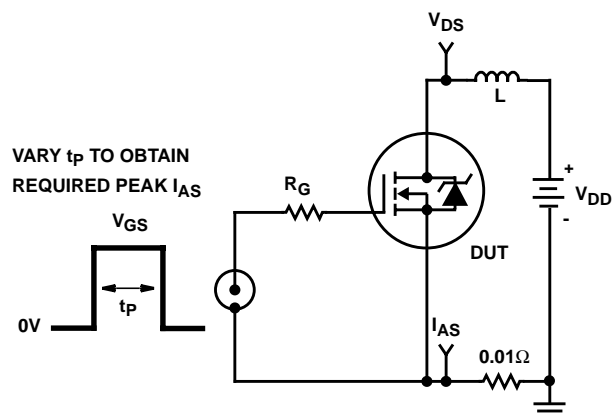 V_DS
L
VARY t_P TO OBTAIN
REQUIRED PEAK I_AS
R_G
+
V_DD
-
V_GS
DUT
t_P
0V
I_AS
0.01Ω